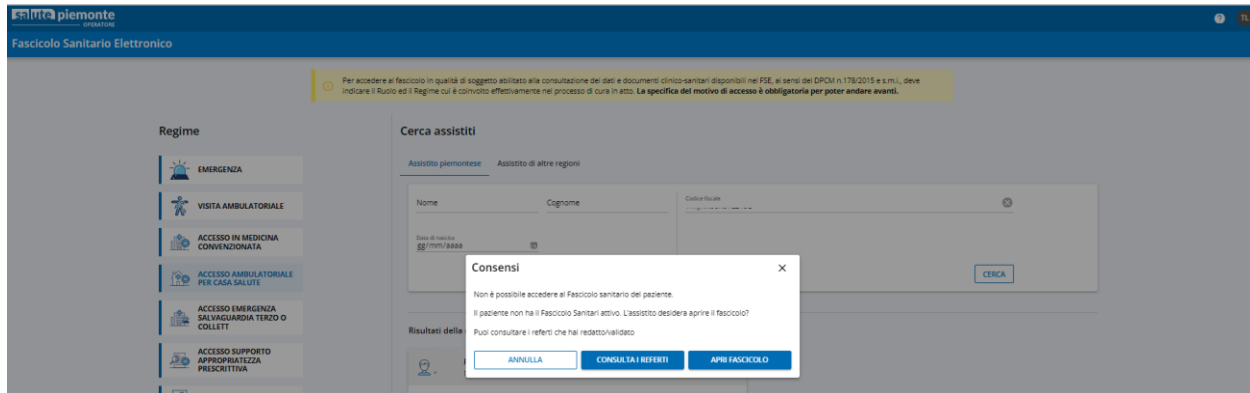 salute piemonte
OPERATORE
?
TL
Fascicolo Sanitario Elettronico
Per accedere al fascicolo in qualità di soggetto abilitato alla consultazione dei dati e documenti clinico-sanitari disponibili nel FSE, ai sensi del DPCM n.178/2015 e s.m.i., deve
indicare il Ruolo ed il Regime cui è coinvolto effettivamente nel processo di cura in atto. La specifica del motivo di accesso è obbligatoria per poter andare avanti.
Regime
EMERGENZA
VISITA AMBULATORIALE
ACCESSO IN MEDICINA
CONVENZIONATA
ACCESSO AMBULATORIALE
PER CASA SALUTE
ACCESSO EMERGENZA
SALVAGUARDIA TERZO O
COLLETT
ACCESSO SUPPORTO
APPROPRIATEZZA
PRESCRITTIVA
Cerca assistiti
Assistito piemontese Assistito di altre regioni
Nome
Cognome
Codice fiscale
Data di nascita
gg/mm/aaaa
CERCA
Risultati della
Consensi
Non è possibile accedere al Fascicolo sanitario del paziente.
Il paziente non ha il Fascicolo Sanitari attivo. L'assistito desidera aprire il fascicolo?
Puoi consultare i referti che hai redatto/validato
ANNULLA CONSULTA I REFERTI APRI FASCICOLO